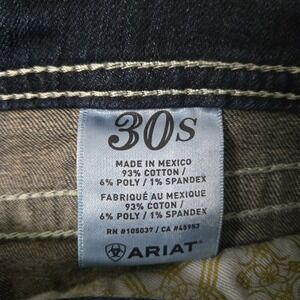 30S
MADE IN MEXICO
93% COTTON /
6% POLY / 1% SPANDEX
FABRIQUÉ AU MEXIQUE
93% COTON /
6% POLY / 1% SPANDEX
RN #105037 / CA #45953
ARIAT